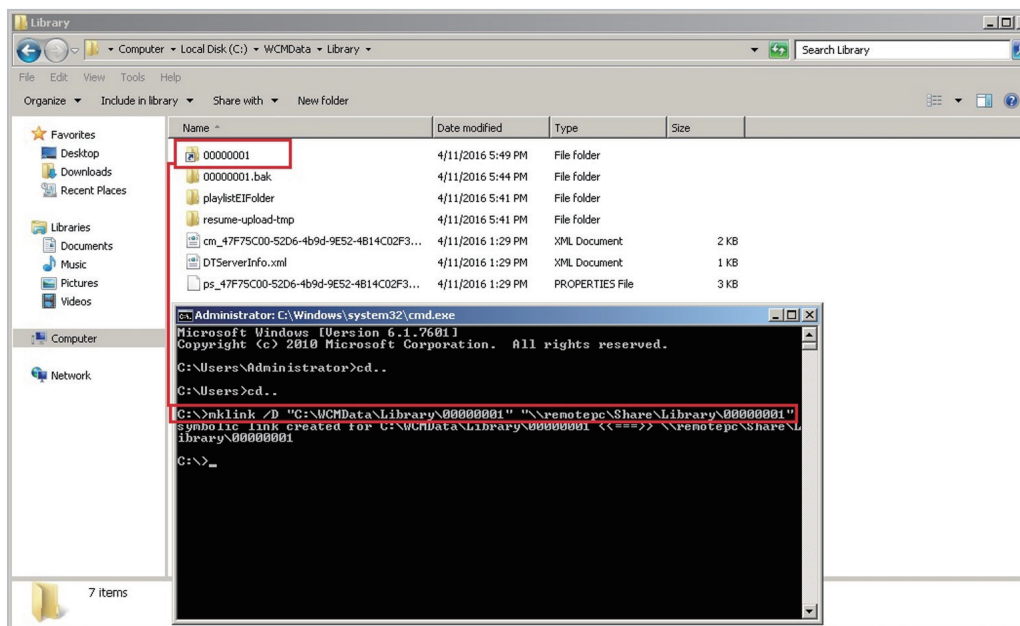 Library
Computer Local Disk (C:) WCMData Library
Search Library
File Edit View Tools Help
Organize Include in library Share with New folder
Favorites
Desktop
Downloads
Recent Places
Libraries
Documents
Music
Pictures
Videos
Computer
Network
Name Date modified Type Size
00000001 4/11/2016 5:49 PM File folder
00000001.bak 4/11/2016 5:44 PM File folder
playlistEIFolder 4/11/2016 5:41 PM File folder
resume-upload-tmp 4/11/2016 5:41 PM File folder
cm_47F75C00-52D6-4b9d-9E52-4B14C02F3... 4/11/2016 1:29 PM XML Document 2 KB
DTServerInfo.xml 4/11/2016 1:29 PM XML Document 1 KB
ps_47F75C00-52D6-4b9d-9E52-4B14C02F3... 4/11/2016 1:29 PM PROPERTIES File 3 KB
Administrator: C:\Windows\system32\cmd.exe
Microsoft Windows [Version 6.1.7601]
Copyright (c) 2010 Microsoft Corporation. All rights reserved.
C:\Users\Administrator>cd..
C:\Users>cd..
C:\>mklink /D "C:\WCMData\Library\00000001" "\\remotepc\Share\Library\00000001"
symbolic link created for C:\WCMData\Library\00000001 <<===>> \\remotepc\Share\L
ibrary\00000001
C:\>_
7 items